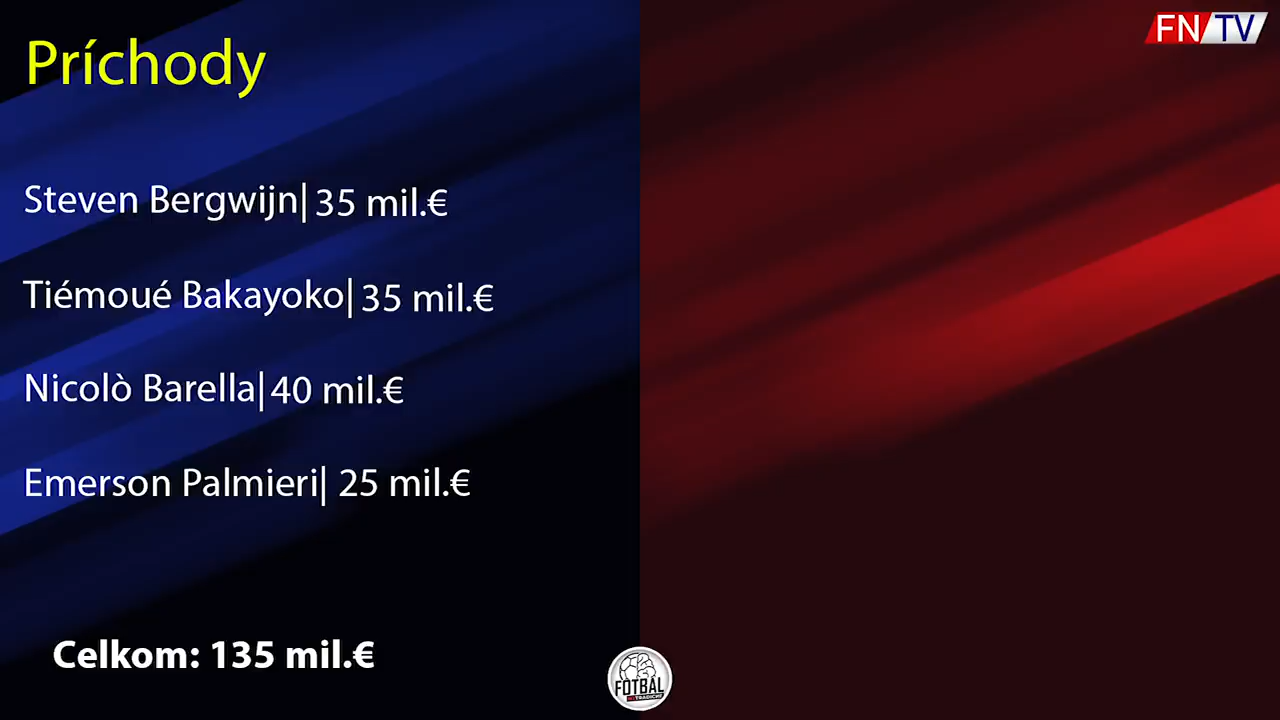 Príchody
FN TV
Steven Bergwijn| 35 mil.€
Tiémoué Bakayoko| 35 mil.€
Nicolò Barella| 40 mil.€
Emerson Palmieri| 25 mil.€
Celkom: 135 mil.€
FOTBAL